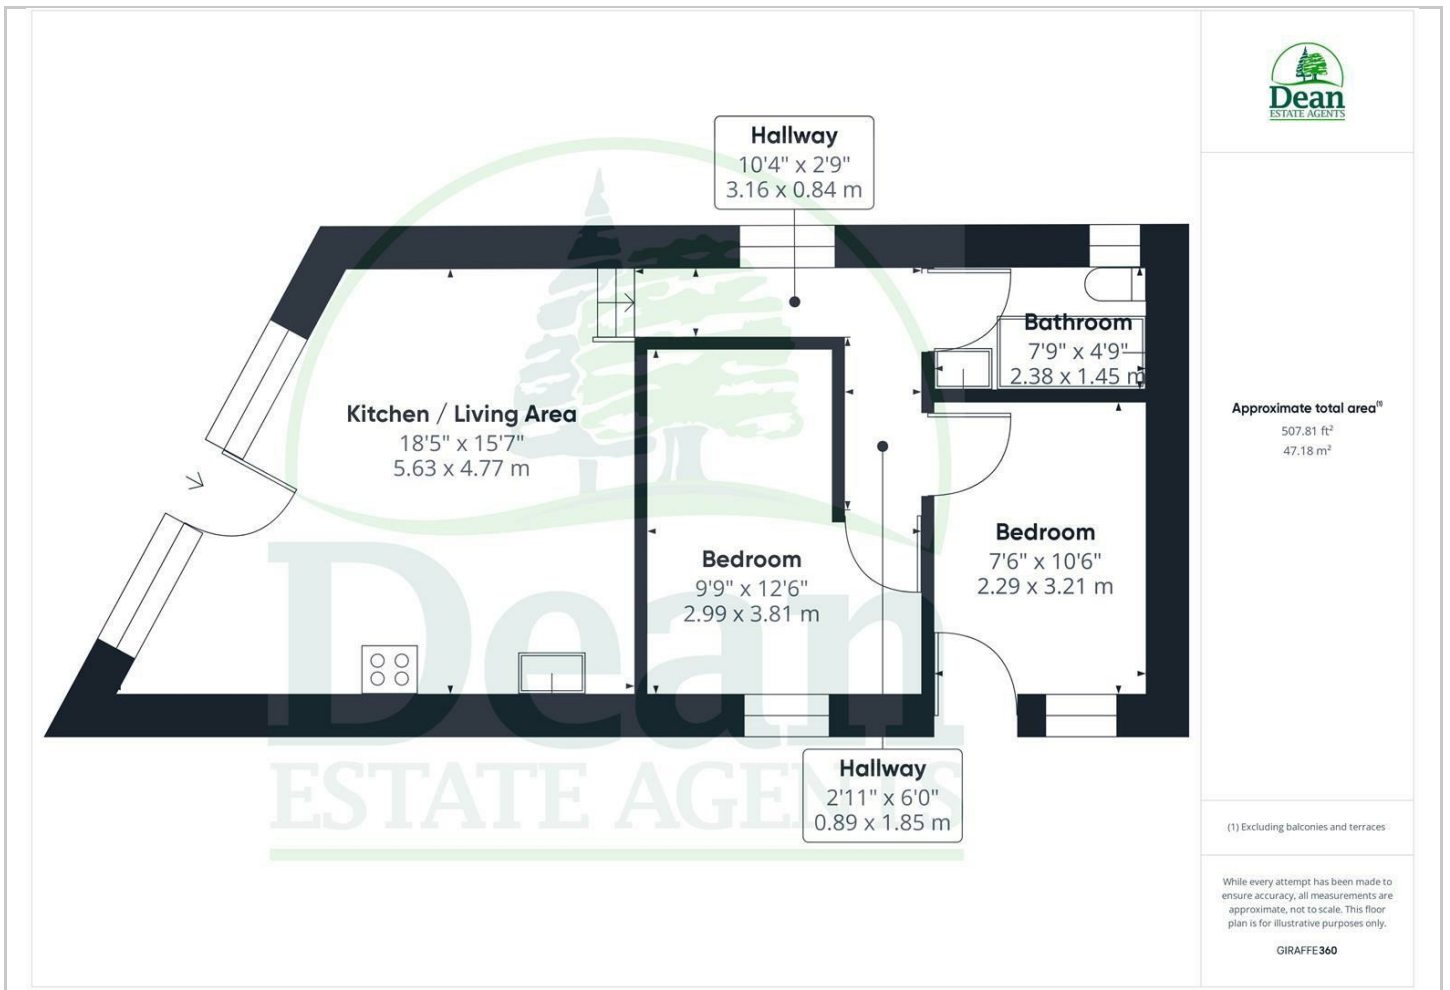 Dean
ESTATE AGENTS
Hallway
10'4" x 2'9"
3.16 x 0.84 m
Bathroom
7'9" x 4'9"
2.38 x 1.45 m
Kitchen / Living Area
18'5" x 15'7"
5.63 x 4.77 m
Bedroom
9'9" x 12'6"
2.99 x 3.81 m
Bedroom
7'6" x 10'6"
2.29 x 3.21 m
Hallway
2'11" x 6'0"
0.89 x 1.85 m
Dean
ESTATE AGENTS
Approximate total area⁽¹⁾
507.81 ft²
47.18 m²
(1) Excluding balconies and terraces
While every attempt has been made to
ensure accuracy, all measurements are
approximate, not to scale. This floor
plan is for illustrative purposes only.
GIRAFFE360